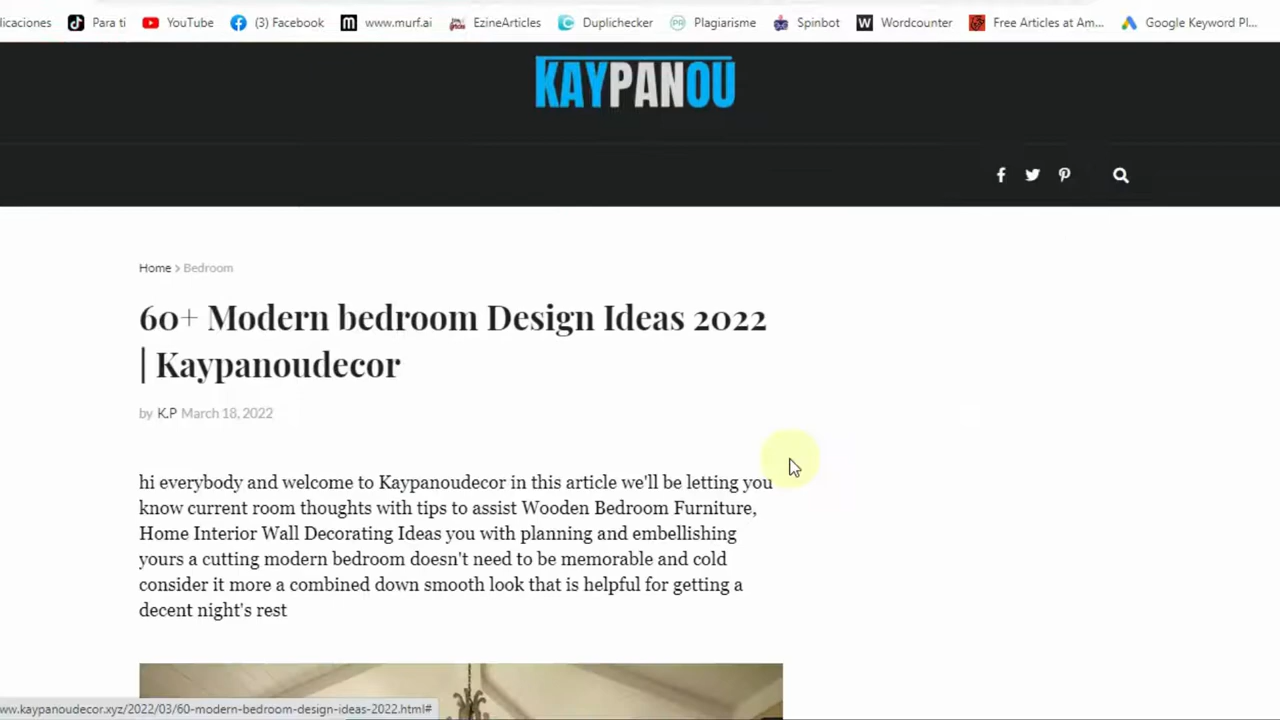 licaciones Para ti YouTube (3) Facebook www.murf.ai EzineArticles Duplichecker Plagiarisme Spinbot Wordcounter Free Articles at Am... Google Keyword Pl...
KAYPANOU
Home > Bedroom
60+ Modern bedroom Design Ideas 2022
| Kaypanoudecor
by K.P March 18, 2022
hi everybody and welcome to Kaypanoudecor in this article we'll be letting you
know current room thoughts with tips to assist Wooden Bedroom Furniture,
Home Interior Wall Decorating Ideas you with planning and embellishing
yours a cutting modern bedroom doesn't need to be memorable and cold
consider it more a combined down smooth look that is helpful for getting a
decent night's rest
ww.kaypanoudecor.xyz/2022/03/60-modern-bedroom-design-ideas-2022.html#